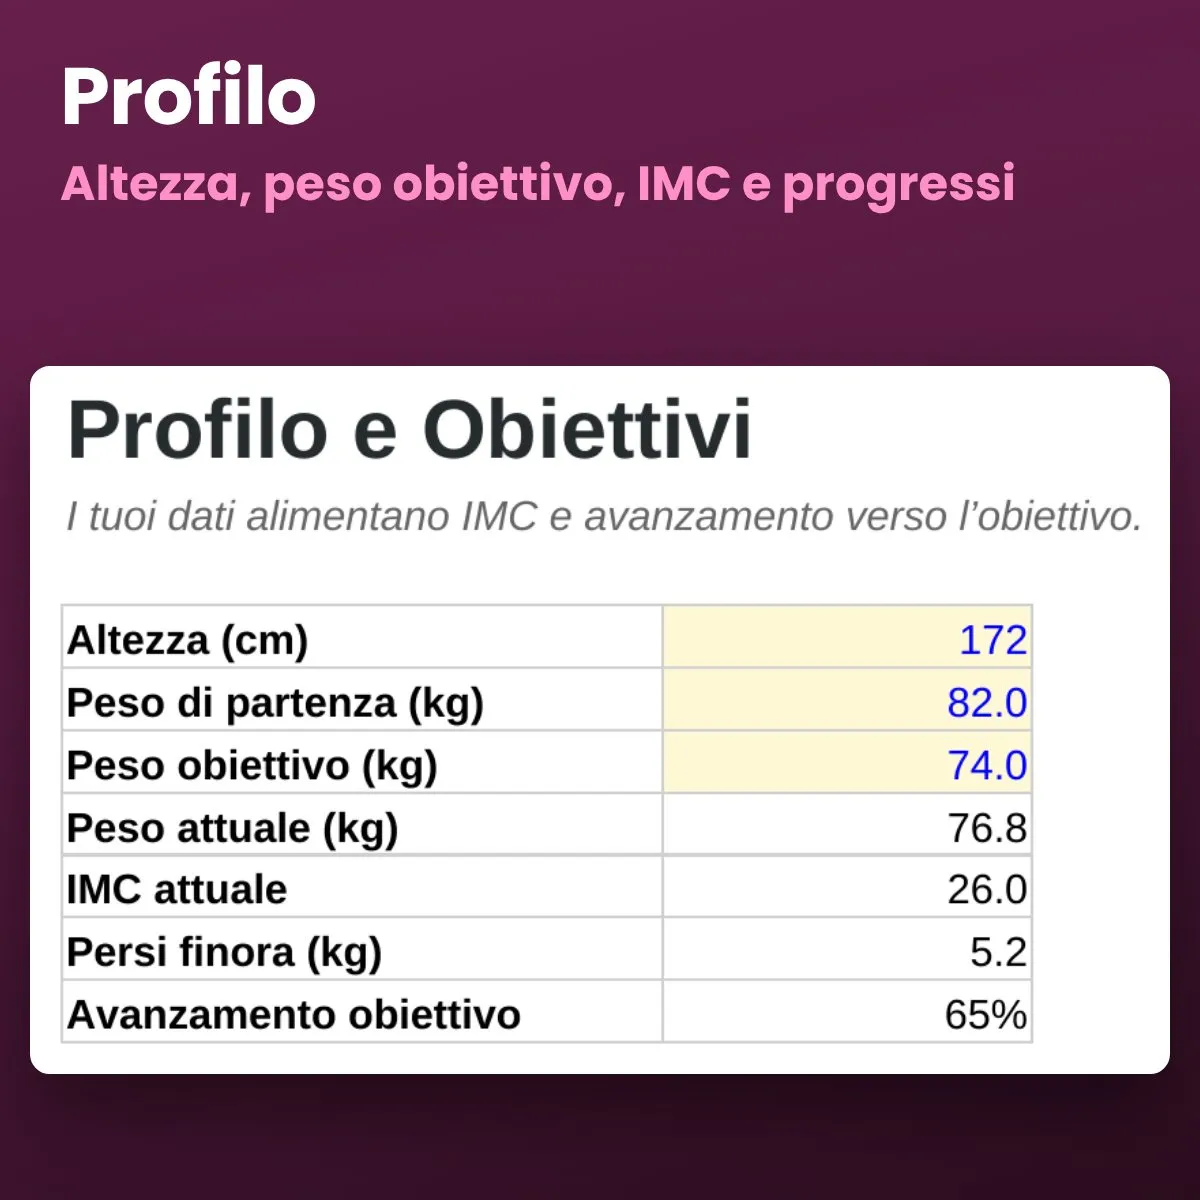 Profilo
Altezza, peso obiettivo, IMC e progressi
Profilo e Obiettivi
I tuoi dati alimentano IMC e avanzamento verso l’obiettivo.
Altezza (cm) 172
Peso di partenza (kg) 82.0
Peso obiettivo (kg) 74.0
Peso attuale (kg) 76.8
IMC attuale 26.0
Persi finora (kg) 5.2
Avanzamento obiettivo 65%